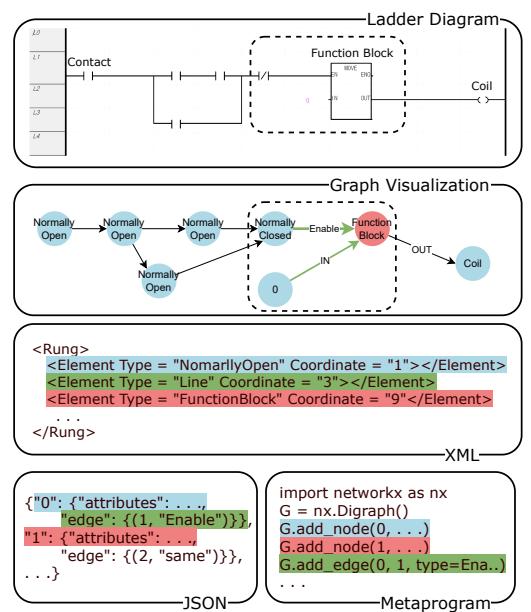 Ladder Diagram
L0
L1
L2
L3
L4
Contact
Function Block
MOVE
EN ENO
IN OUT
0
Coil
Graph Visualization
Normally Open
Normally Open
Normally Open
Normally Closed
Enable
Function Block
Normally Open
IN
OUT
0
Coil
<Rung>
<Element Type = "NomarllyOpen" Coordinate = "1"></Element>
<Element Type = "Line" Coordinate = "3"></Element>
<Element Type = "FunctionBlock" Coordinate = "9"</Element>
. . .
</Rung>
XML
{"0": {"attributes": . . .,
"edge": {(1, "Enable")}},
"1": {"attributes": . . .,
"edge": {(2, "same")}},
. . .}
JSON
import networkx as nx
G = nx.Digraph()
G.add_node(0, . . .)
G.add_node(1, . . .)
G.add_edge(0, 1, type=Ena..)
. . .
Metaprogram